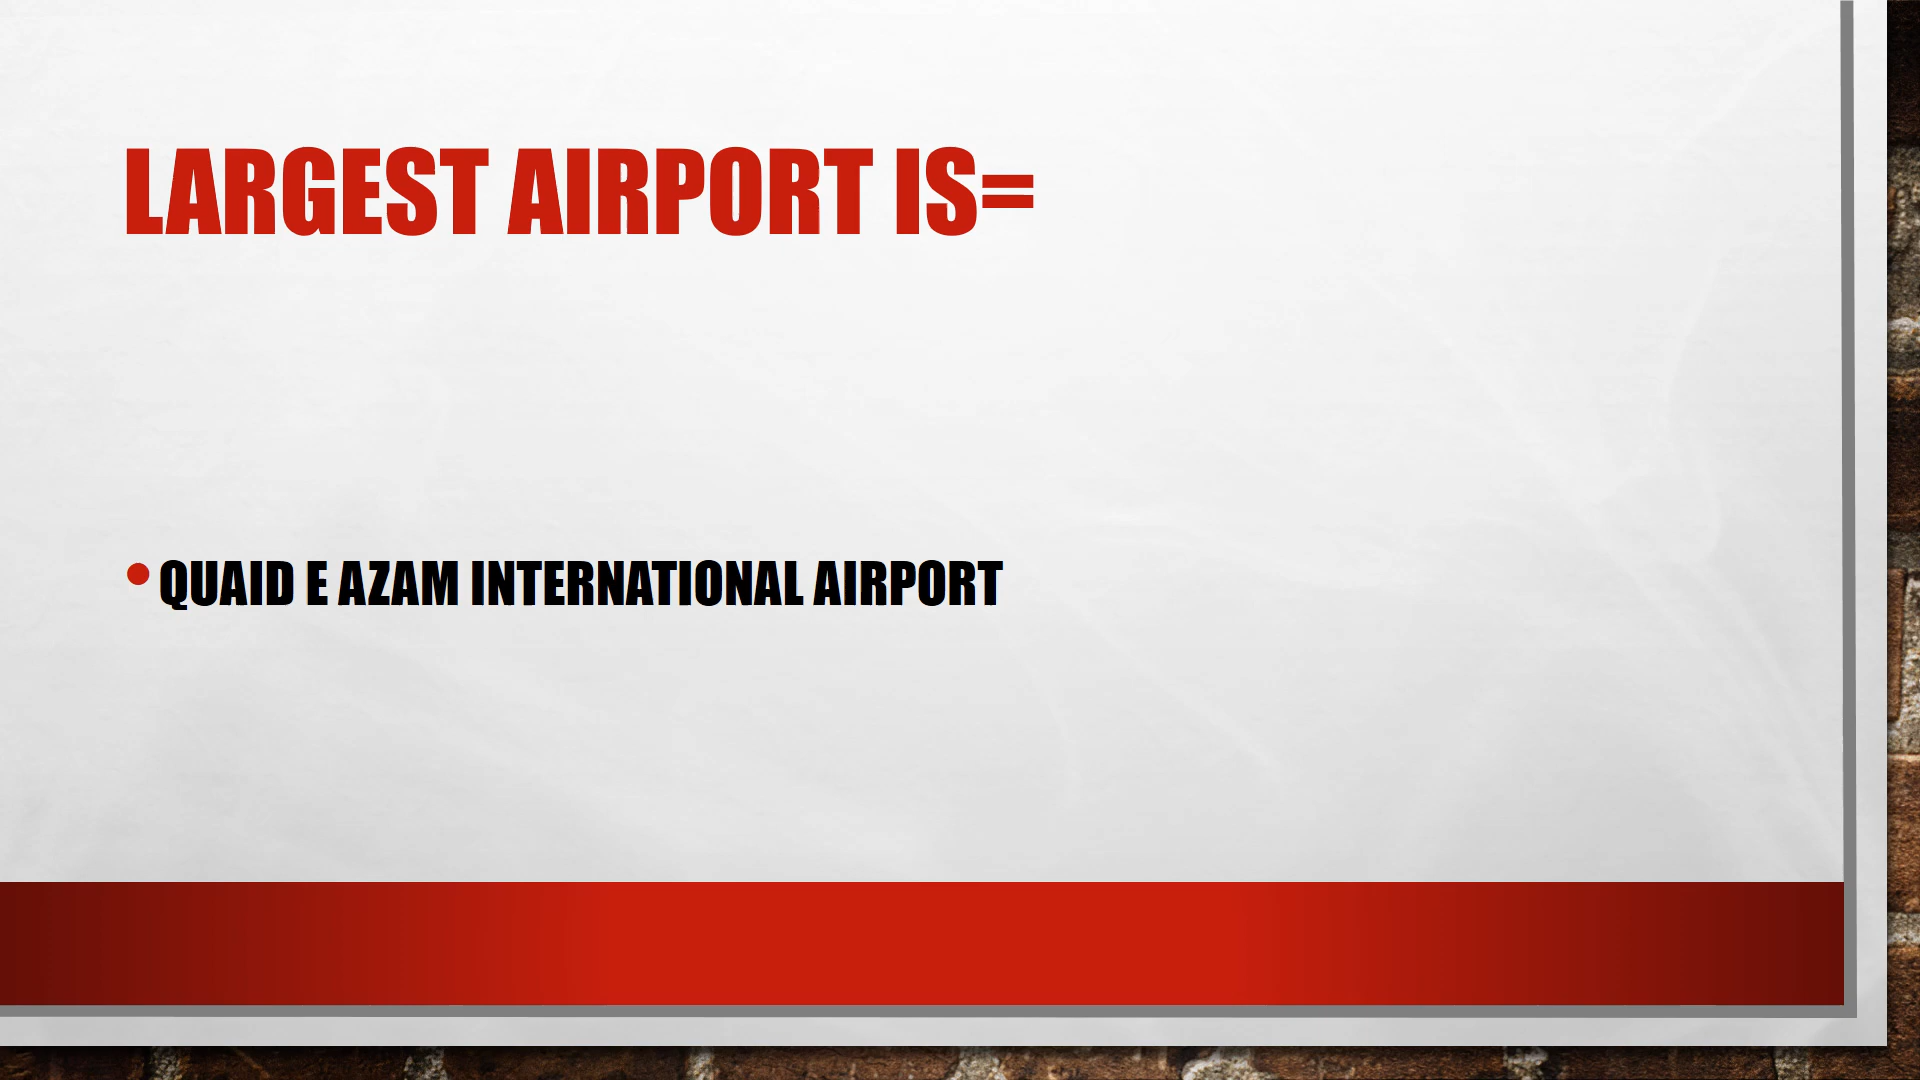 LARGEST AIRPORT IS=
• QUAID E AZAM INTERNATIONAL AIRPORT